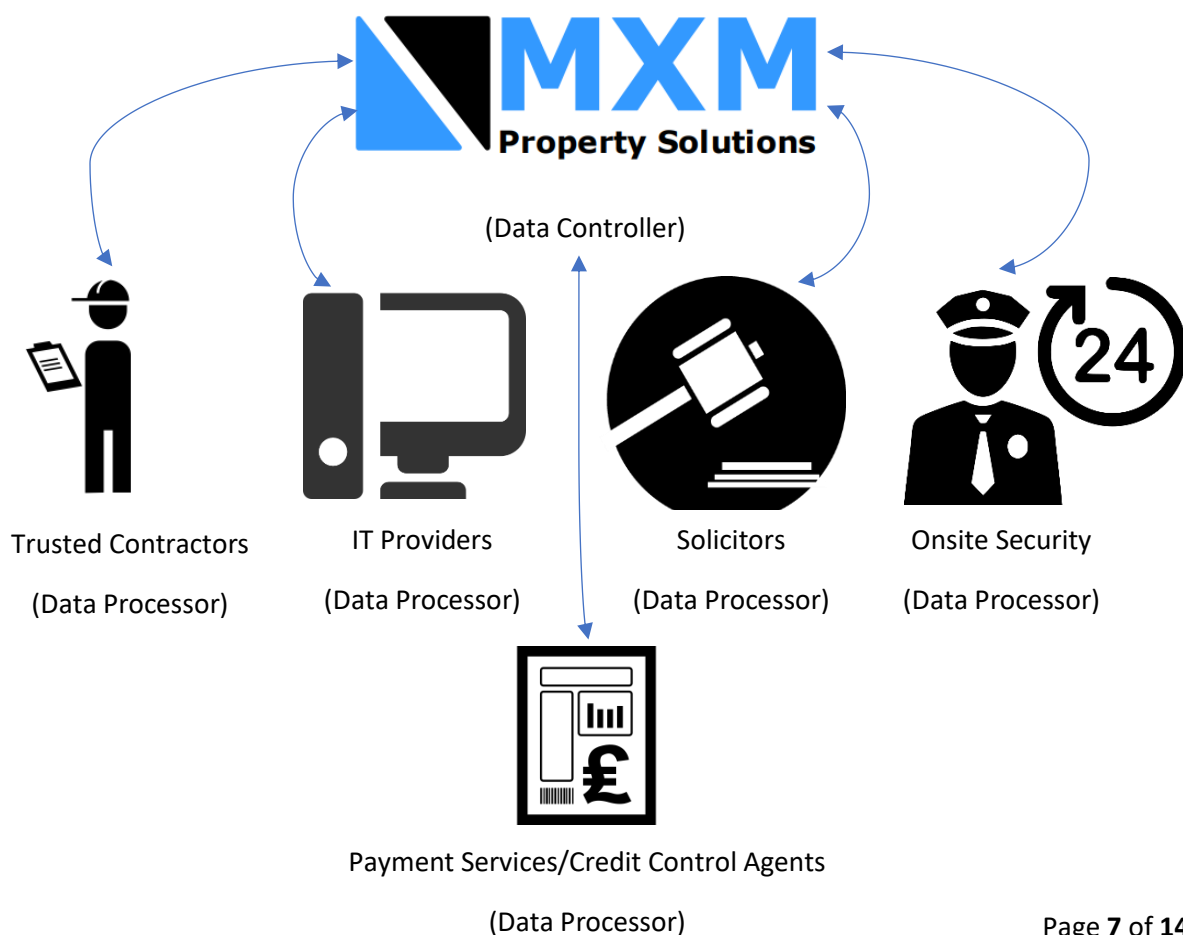 MXM
Property Solutions
(Data Controller)
24
Trusted Contractors
(Data Processor)
IT Providers
(Data Processor)
Solicitors
(Data Processor)
Onsite Security
(Data Processor)
£
Payment Services/Credit Control Agents
(Data Processor)
Page 7 of 14